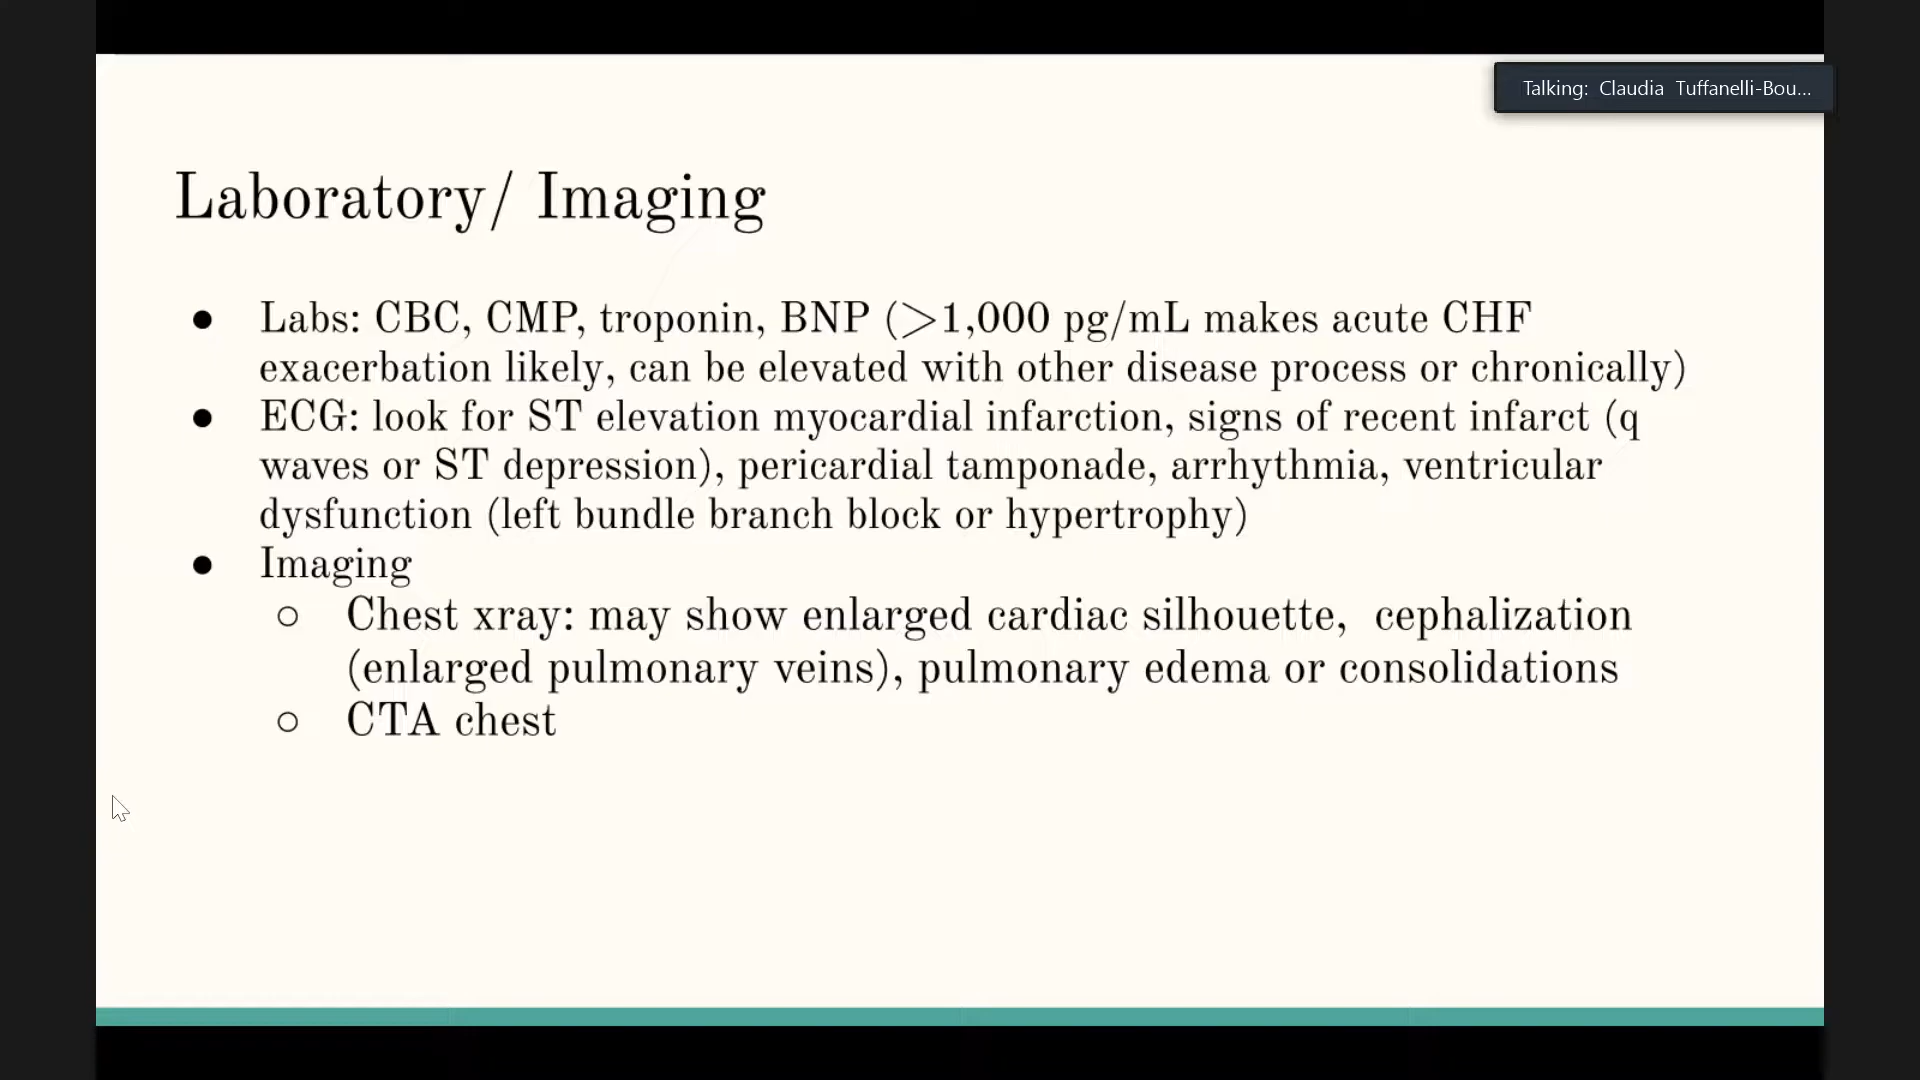 Talking: Claudia Tuffanelli-Bou...
Laboratory/ Imaging
● Labs: CBC, CMP, troponin, BNP (>1,000 pg/mL makes acute CHF
exacerbation likely, can be elevated with other disease process or chronically)
● ECG: look for ST elevation myocardial infarction, signs of recent infarct (q
waves or ST depression), pericardial tamponade, arrhythmia, ventricular
dysfunction (left bundle branch block or hypertrophy)
● Imaging
○ Chest xray: may show enlarged cardiac silhouette,  cephalization
(enlarged pulmonary veins), pulmonary edema or consolidations
○ CTA chest